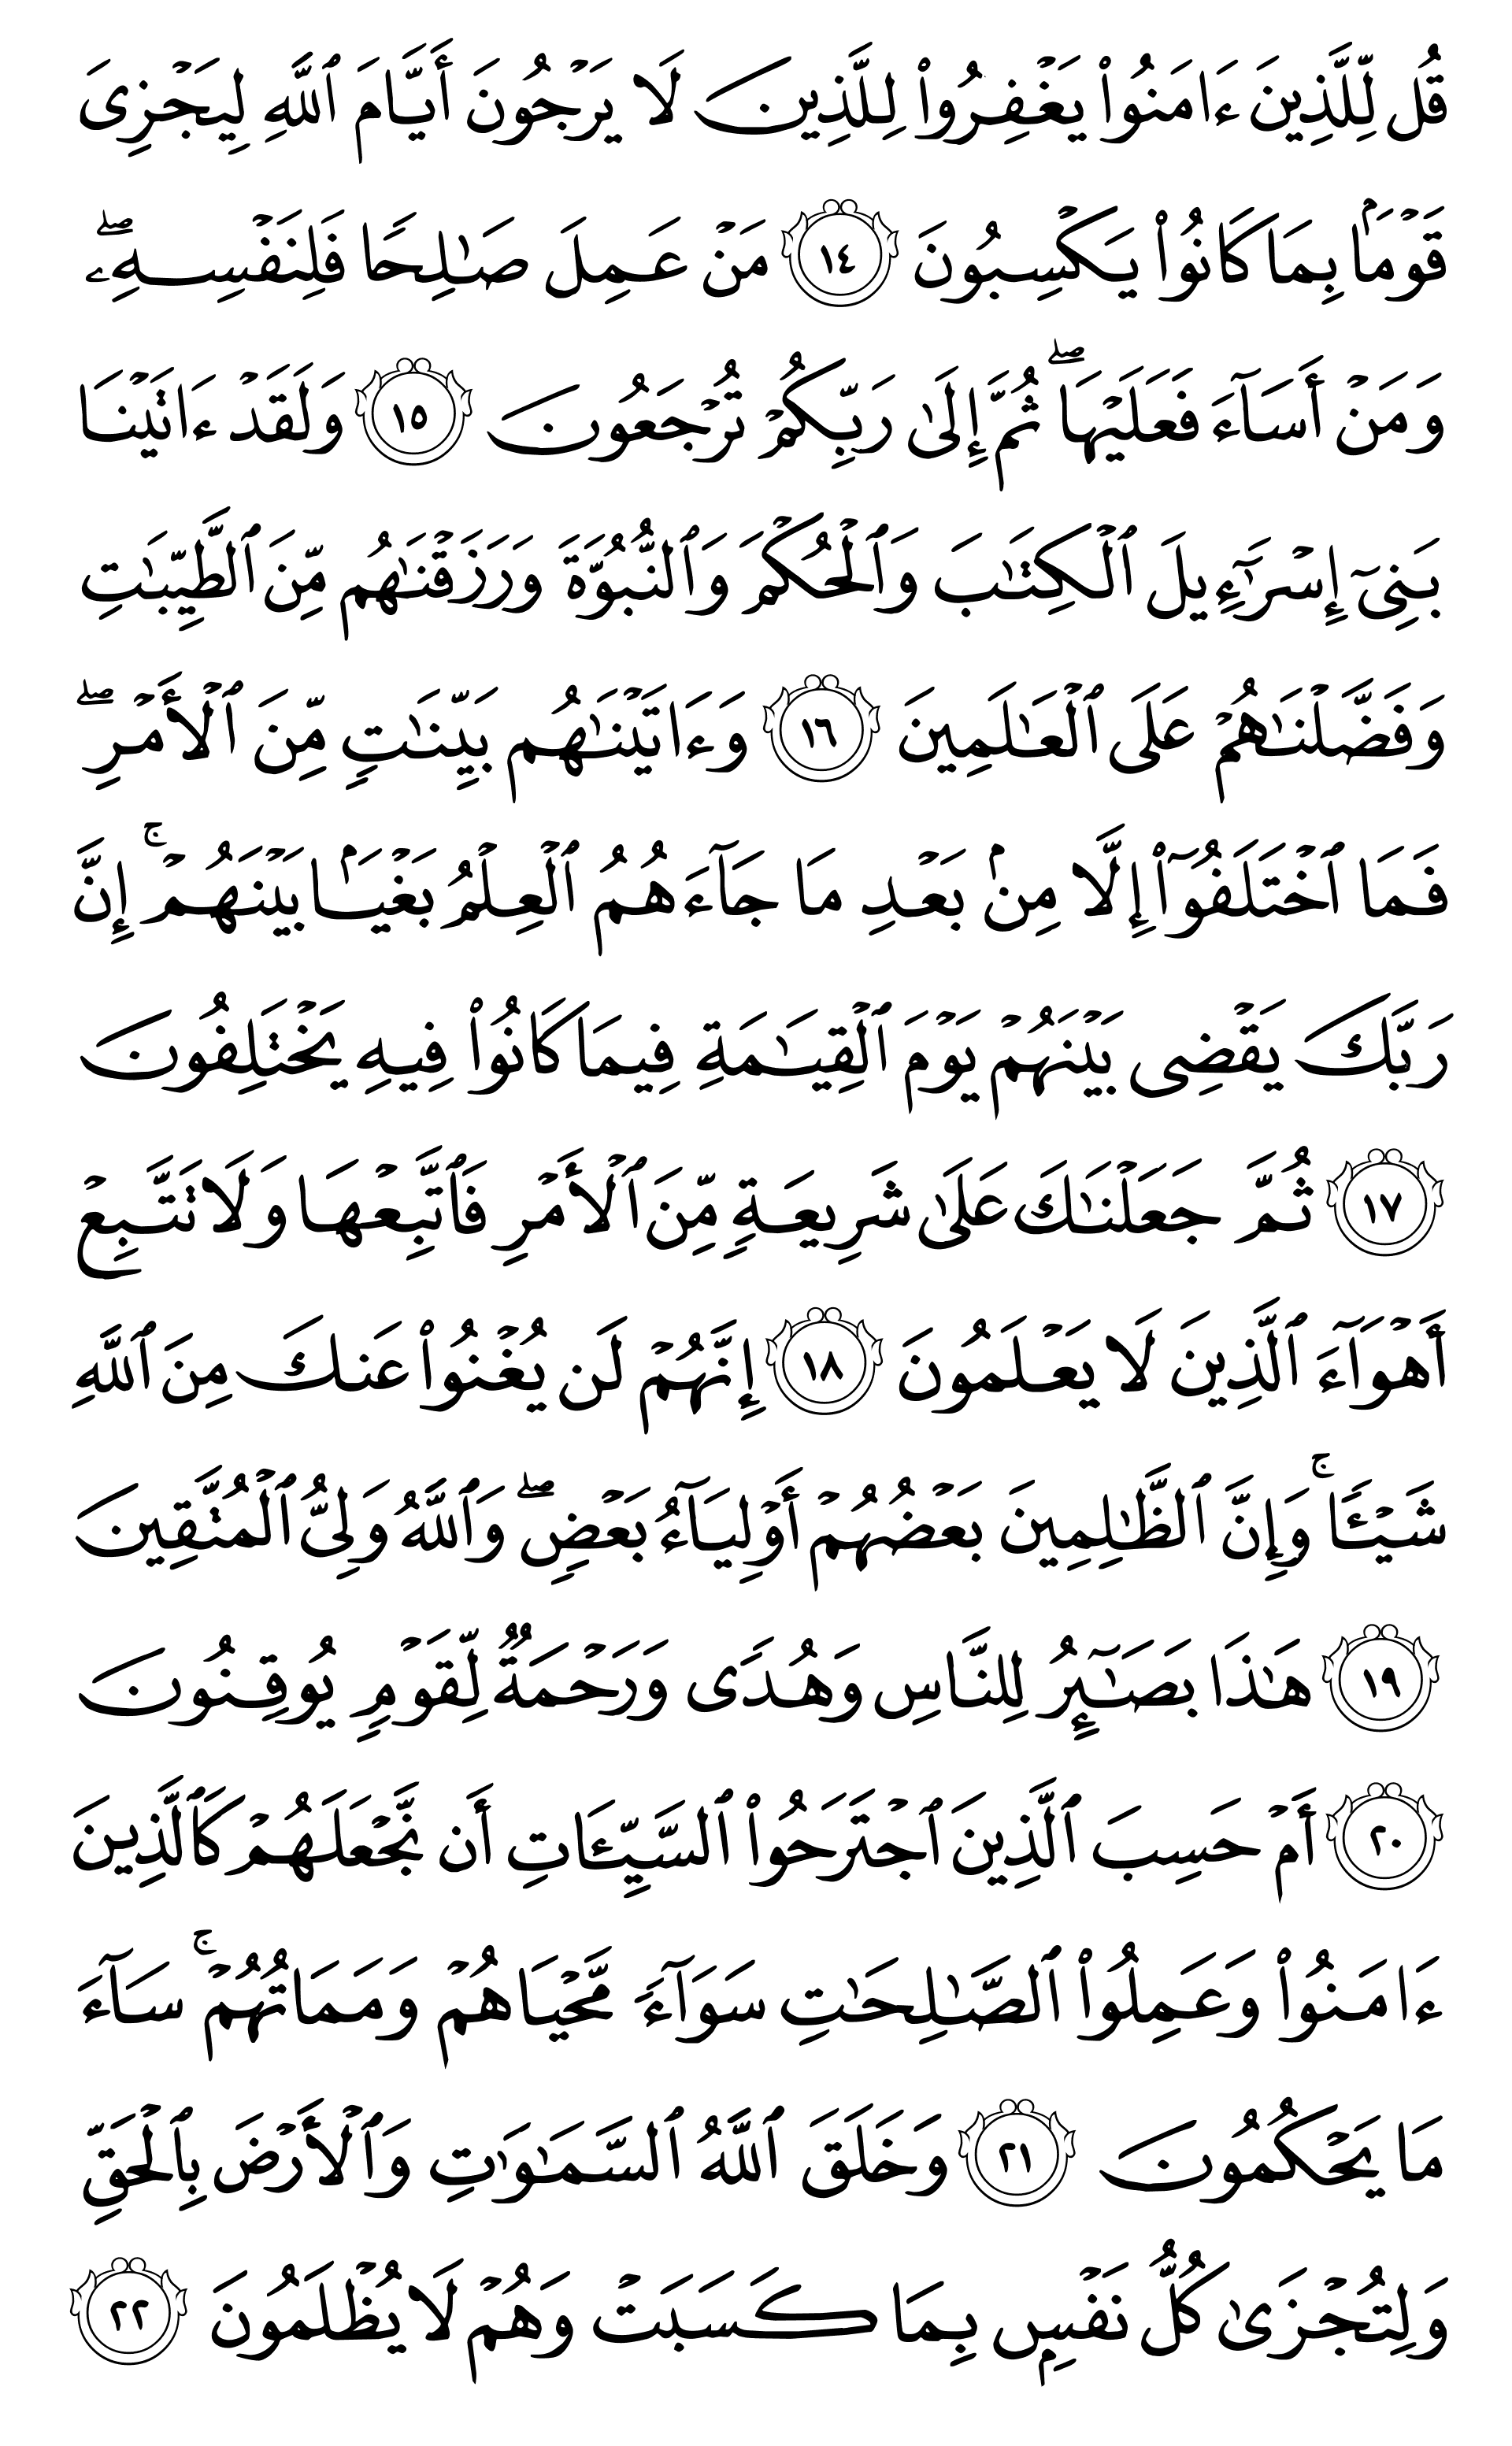 قُل لِّلَّذِينَ ءَامَنُوا۟ يَغْفِرُوا۟ لِلَّذِينَ لَا يَرْجُونَ أَيَّامَ ٱللَّهِ لِيَجْزِىَ
قَوْمًۢا بِمَا كَانُوا۟ يَكْسِبُونَ ١٤ مَنْ عَمِلَ صَـٰلِحًا فَلِنَفْسِهِۦ ۖ
وَمَنْ أَسَآءَ فَعَلَيْهَا ۖ ثُمَّ إِلَىٰ رَبِّكُمْ تُرْجَعُونَ ١٥ وَلَقَدْ ءَاتَيْنَا
بَنِىٓ إِسْرَٰٓءِيلَ ٱلْكِتَـٰبَ وَٱلْحُكْمَ وَٱلنُّبُوَّةَ وَرَزَقْنَـٰهُم مِّنَ ٱلطَّيِّبَـٰتِ
وَفَضَّلْنَـٰهُمْ عَلَى ٱلْعَـٰلَمِينَ ١٦ وَءَاتَيْنَـٰهُم بَيِّنَـٰتٍ مِّنَ ٱلْأَمْرِ ۖ
فَمَا ٱخْتَلَفُوٓا۟ إِلَّا مِنۢ بَعْدِ مَا جَآءَهُمُ ٱلْعِلْمُ بَغْيًۢا بَيْنَهُمْ ۚ إِنَّ
رَبَّكَ يَقْضِى بَيْنَهُمْ يَوْمَ ٱلْقِيَـٰمَةِ فِيمَا كَانُوا۟ فِيهِ يَخْتَلِفُونَ
١٧ ثُمَّ جَعَلْنَـٰكَ عَلَىٰ شَرِيعَةٍ مِّنَ ٱلْأَمْرِ فَٱتَّبِعْهَا وَلَا تَتَّبِعْ
أَهْوَآءَ ٱلَّذِينَ لَا يَعْلَمُونَ ١٨ إِنَّهُمْ لَن يُغْنُوا۟ عَنكَ مِنَ ٱللَّهِ
شَيْـًٔا ۚ وَإِنَّ ٱلظَّـٰلِمِينَ بَعْضُهُمْ أَوْلِيَآءُ بَعْضٍ ۖ وَٱللَّهُ وَلِىُّ ٱلْمُتَّقِينَ
١٩ هَـٰذَا بَصَـٰٓئِرُ لِلنَّاسِ وَهُدًى وَرَحْمَةٌ لِّقَوْمٍ يُوقِنُونَ
٢٠ أَمْ حَسِبَ ٱلَّذِينَ ٱجْتَرَحُوا۟ ٱلسَّيِّـَٔاتِ أَن نَّجْعَلَهُمْ كَٱلَّذِينَ
ءَامَنُوا۟ وَعَمِلُوا۟ ٱلصَّـٰلِحَـٰتِ سَوَآءً مَّحْيَاهُمْ وَمَمَاتُهُمْ ۚ سَآءَ
مَا يَحْكُمُونَ ٢١ وَخَلَقَ ٱللَّهُ ٱلسَّمَـٰوَٰتِ وَٱلْأَرْضَ بِٱلْحَقِّ
وَلِتُجْزَىٰ كُلُّ نَفْسٍۭ بِمَا كَسَبَتْ وَهُمْ لَا يُظْلَمُونَ ٢٢